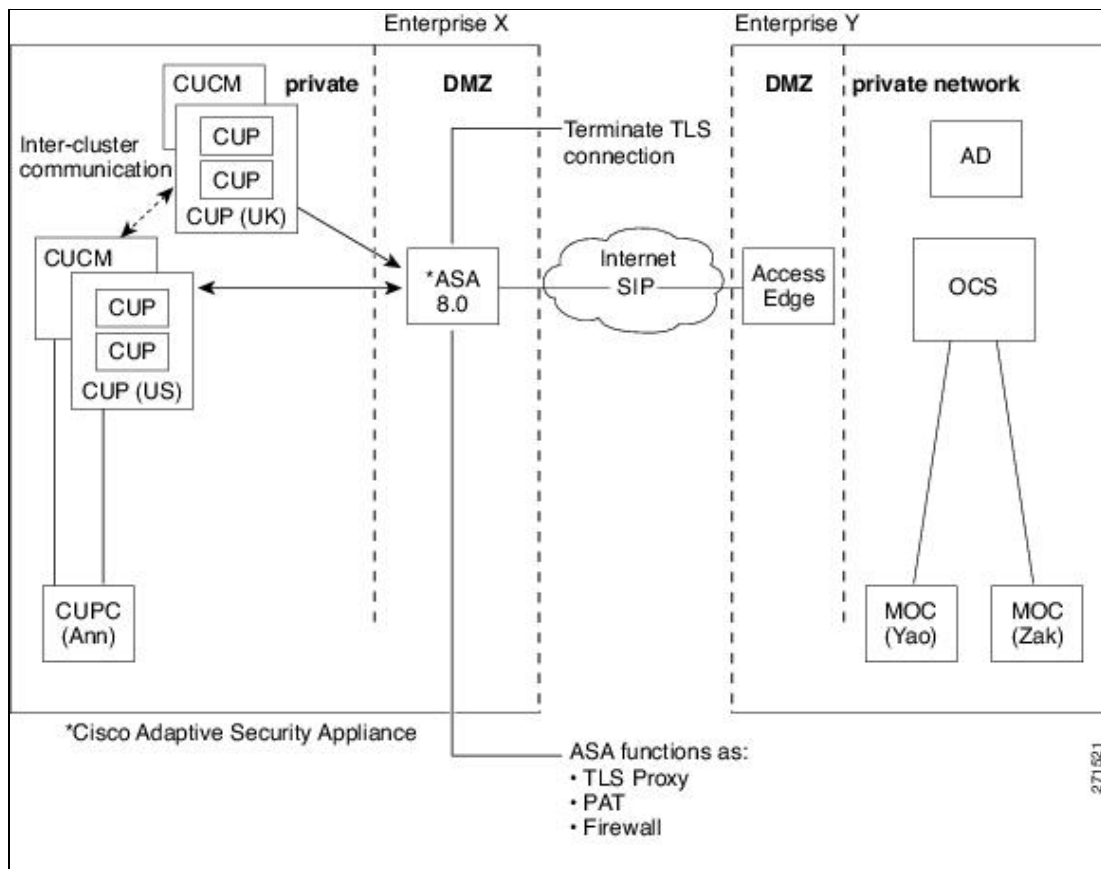 Enterprise X
Enterprise Y
CUCM
private
DMZ
DMZ
private network
Inter-cluster
communication
CUP
CUP
CUP (UK)
Terminate TLS
connection
AD
CUCM
CUP
CUP
CUP (US)
*ASA
8.0
Internet
SIP
Access
Edge
OCS
CUPC
(Ann)
MOC
(Yao)
MOC
(Zak)
*Cisco Adaptive Security Appliance
ASA functions as:
• TLS Proxy
• PAT
• Firewall
271521